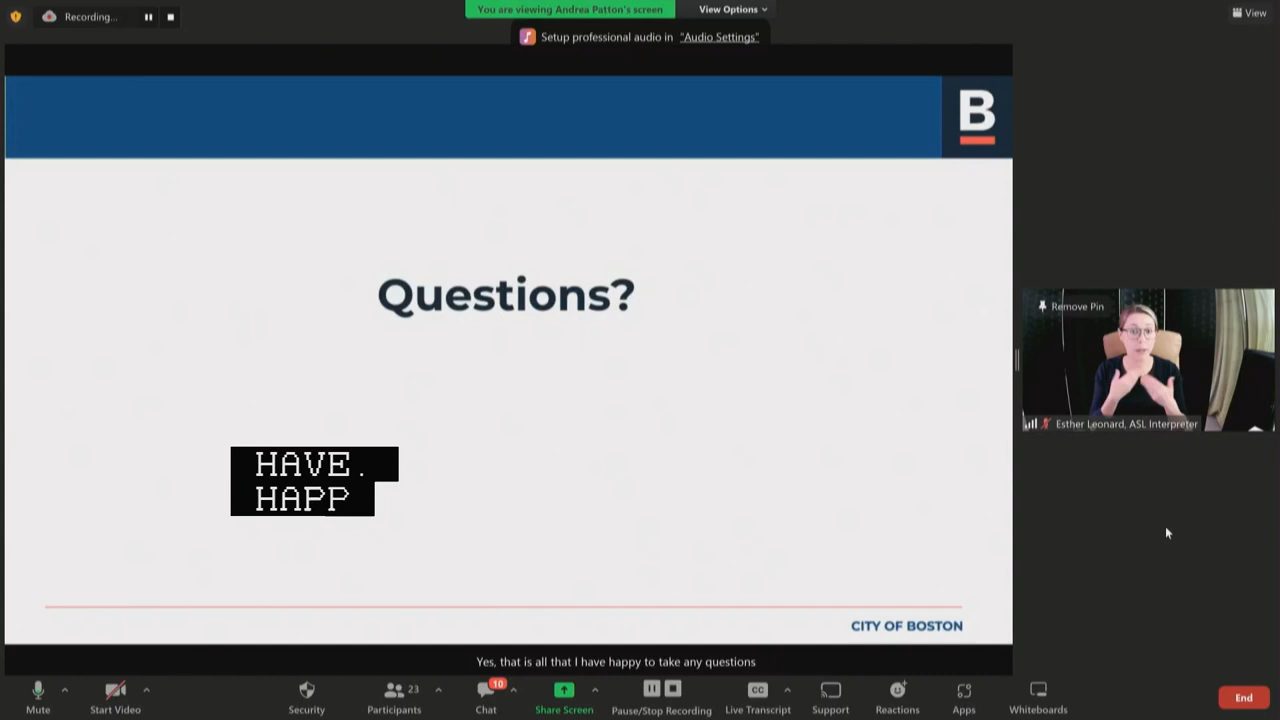 Recording...
You are viewing Andrea Patton's screen
View Options
View
Setup professional audio in "Audio Settings"
B
Questions?
Remove Pin
Esther Leonard, ASL Interpreter
HAVE.
HAPP
CITY OF BOSTON
Yes, that is all that I have happy to take any questions
Mute
Start Video
Security
23
Participants
10
Chat
Share Screen
Pause/Stop Recording
CC
Live Transcript
Support
Reactions
Apps
Whiteboards
End